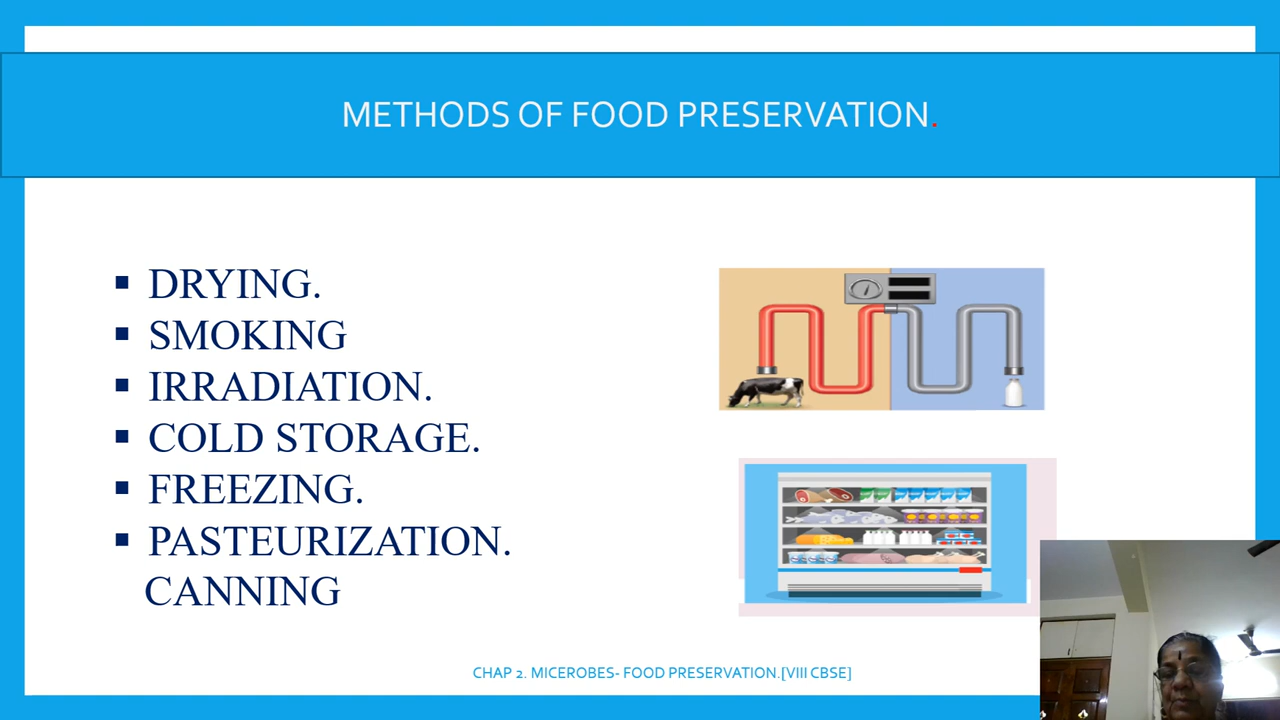 METHODS OF FOOD PRESERVATION.
▪ DRYING.
▪ SMOKING
▪ IRRADIATION.
▪ COLD STORAGE.
▪ FREEZING.
▪ PASTEURIZATION.
CANNING
CHAP 2. MICEROBES- FOOD PRESERVATION.[VIII CBSE]